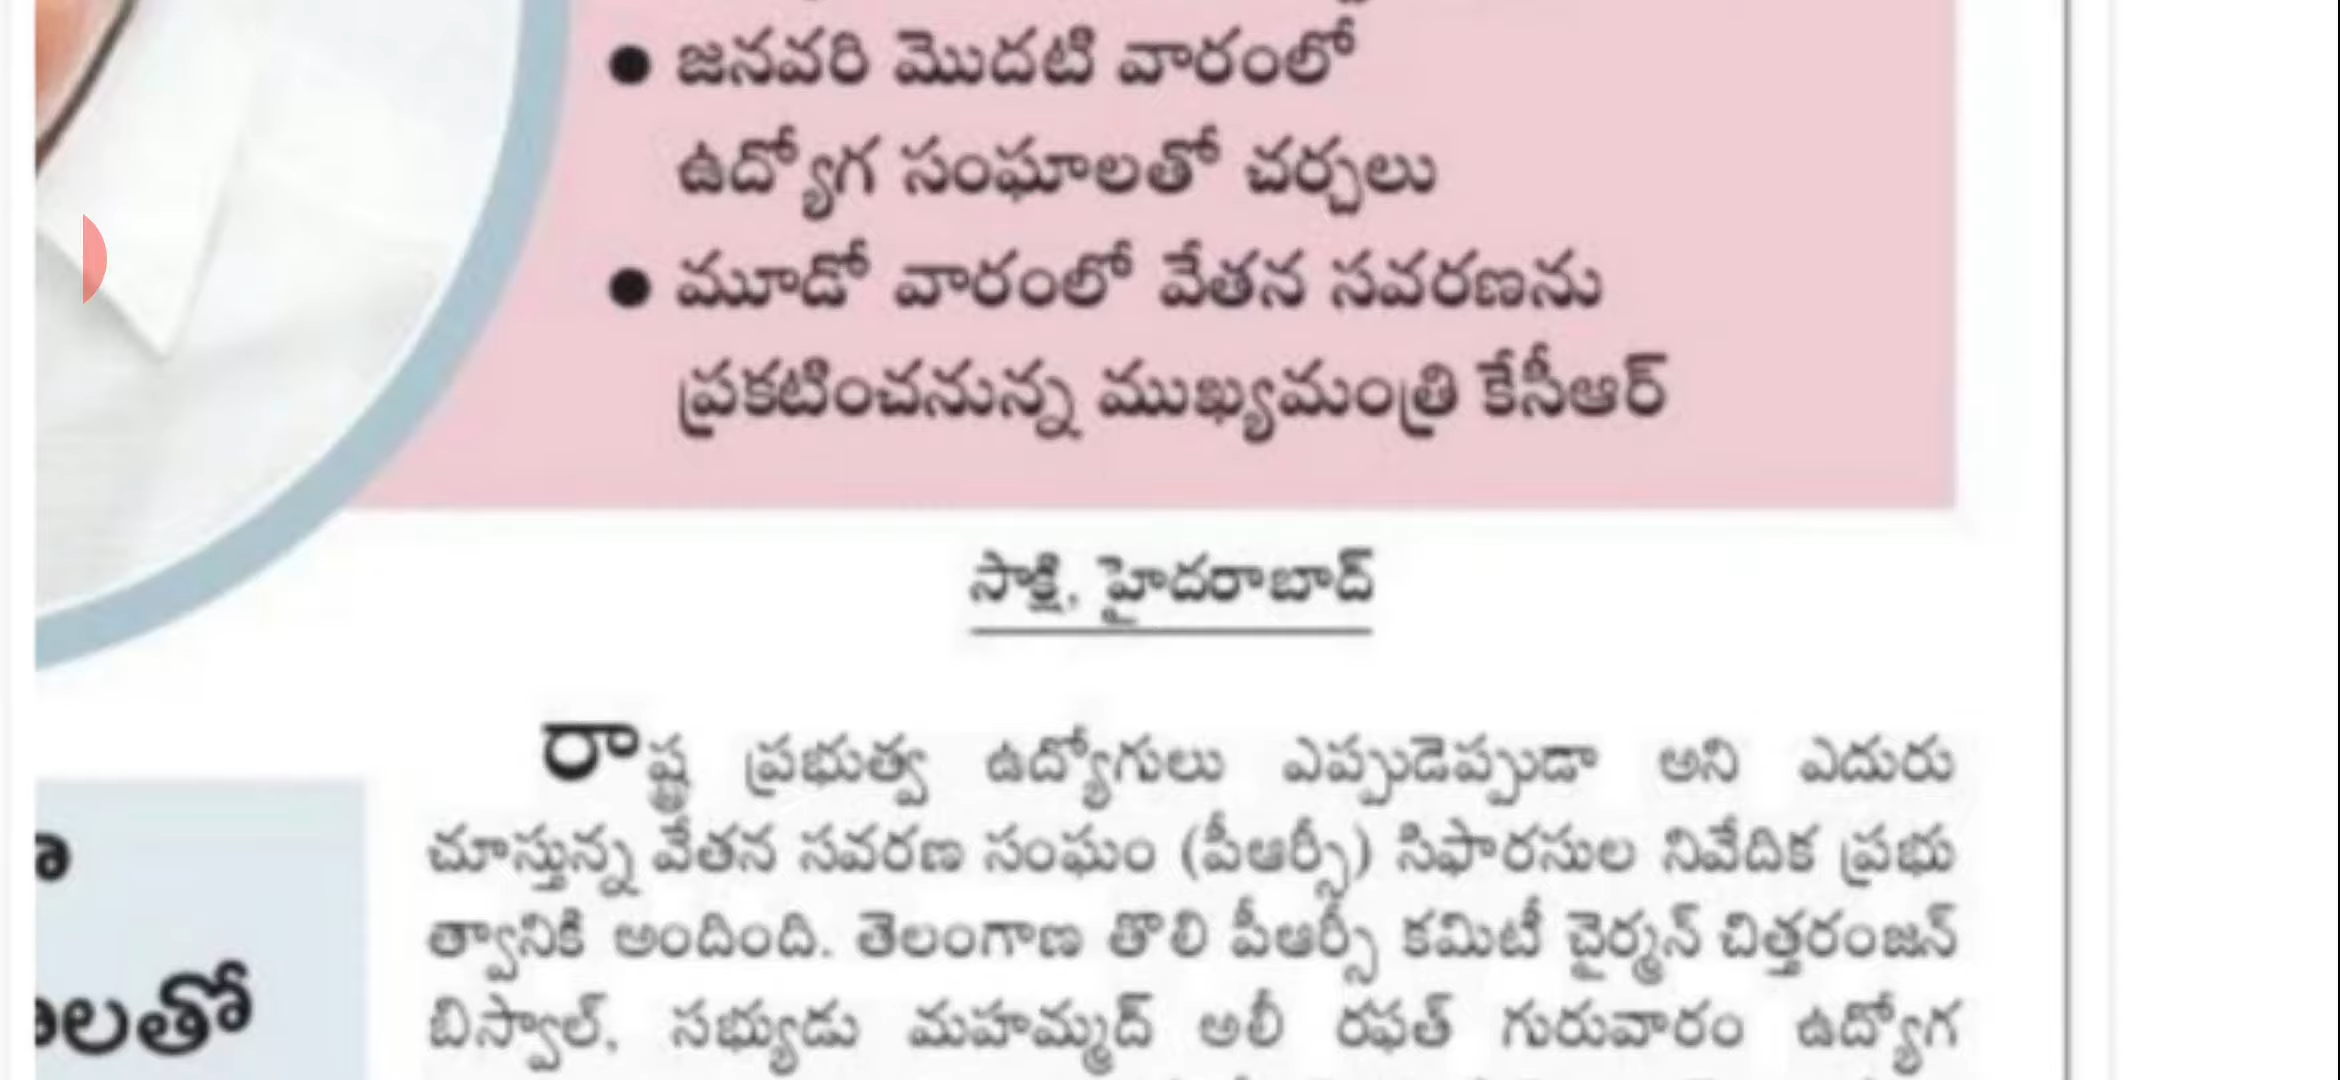 ● జనవరి మొదటి వారంలో
ఉద్యోగ సంఘాలతో చర్చలు
● మూడో వారంలో వేతన సవరణను
ప్రకటించనున్న ముఖ్యమంత్రి కేసీఆర్
సాక్షి, హైదరాబాద్
రాష్ట్ర ప్రభుత్వ ఉద్యోగులు ఎప్పుడెప్పుడా అని ఎదురు
చూస్తున్న వేతన సవరణ సంఘం (పీఆర్సీ) సిఫారసుల నివేదిక ప్రభు
త్వానికి అందింది. తెలంగాణ తొలి పీఆర్సీ కమిటీ చైర్మన్ చిత్తరంజన్
బిస్వాల్, సభ్యుడు మహమ్మద్ అలీ రఫత్ గురువారం ఉద్యోగ
లతో